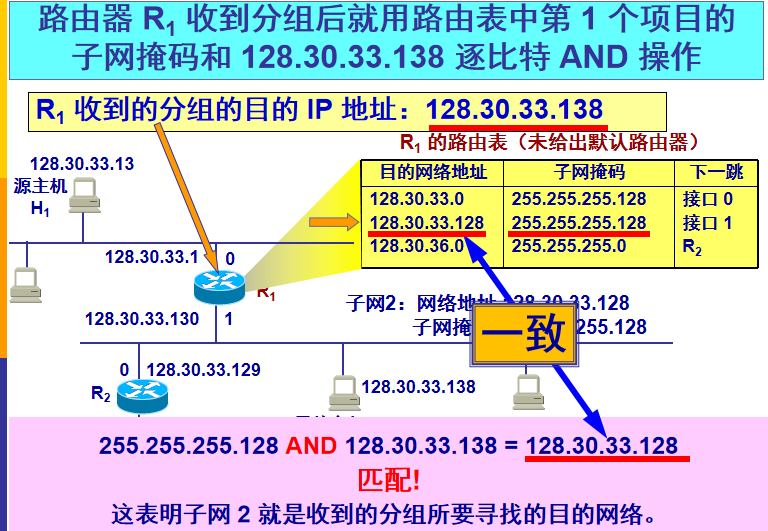 路由器 R1 收到分组后就用路由表中第 1 个项目的
子网掩码和 128.30.33.138 逐比特 AND 操作
R1 收到的分组的目的 IP 地址：128.30.33.138
R1 的路由表（未给出默认路由器）
目的网络地址 子网掩码 下一跳
128.30.33.0 255.255.255.128 接口 0
128.30.33.128 255.255.255.128 接口 1
128.30.36.0 255.255.255.0 R2
128.30.33.13
源主机
H1
128.30.33.1 0
R1
128.30.33.130 1
子网2：网络地址 128.30.33.128
子网掩 255.128
一致
0 128.30.33.129
R2
128.30.33.138
255.255.255.128 AND 128.30.33.138 = 128.30.33.128
匹配!
这表明子网 2 就是收到的分组所要寻找的目的网络。